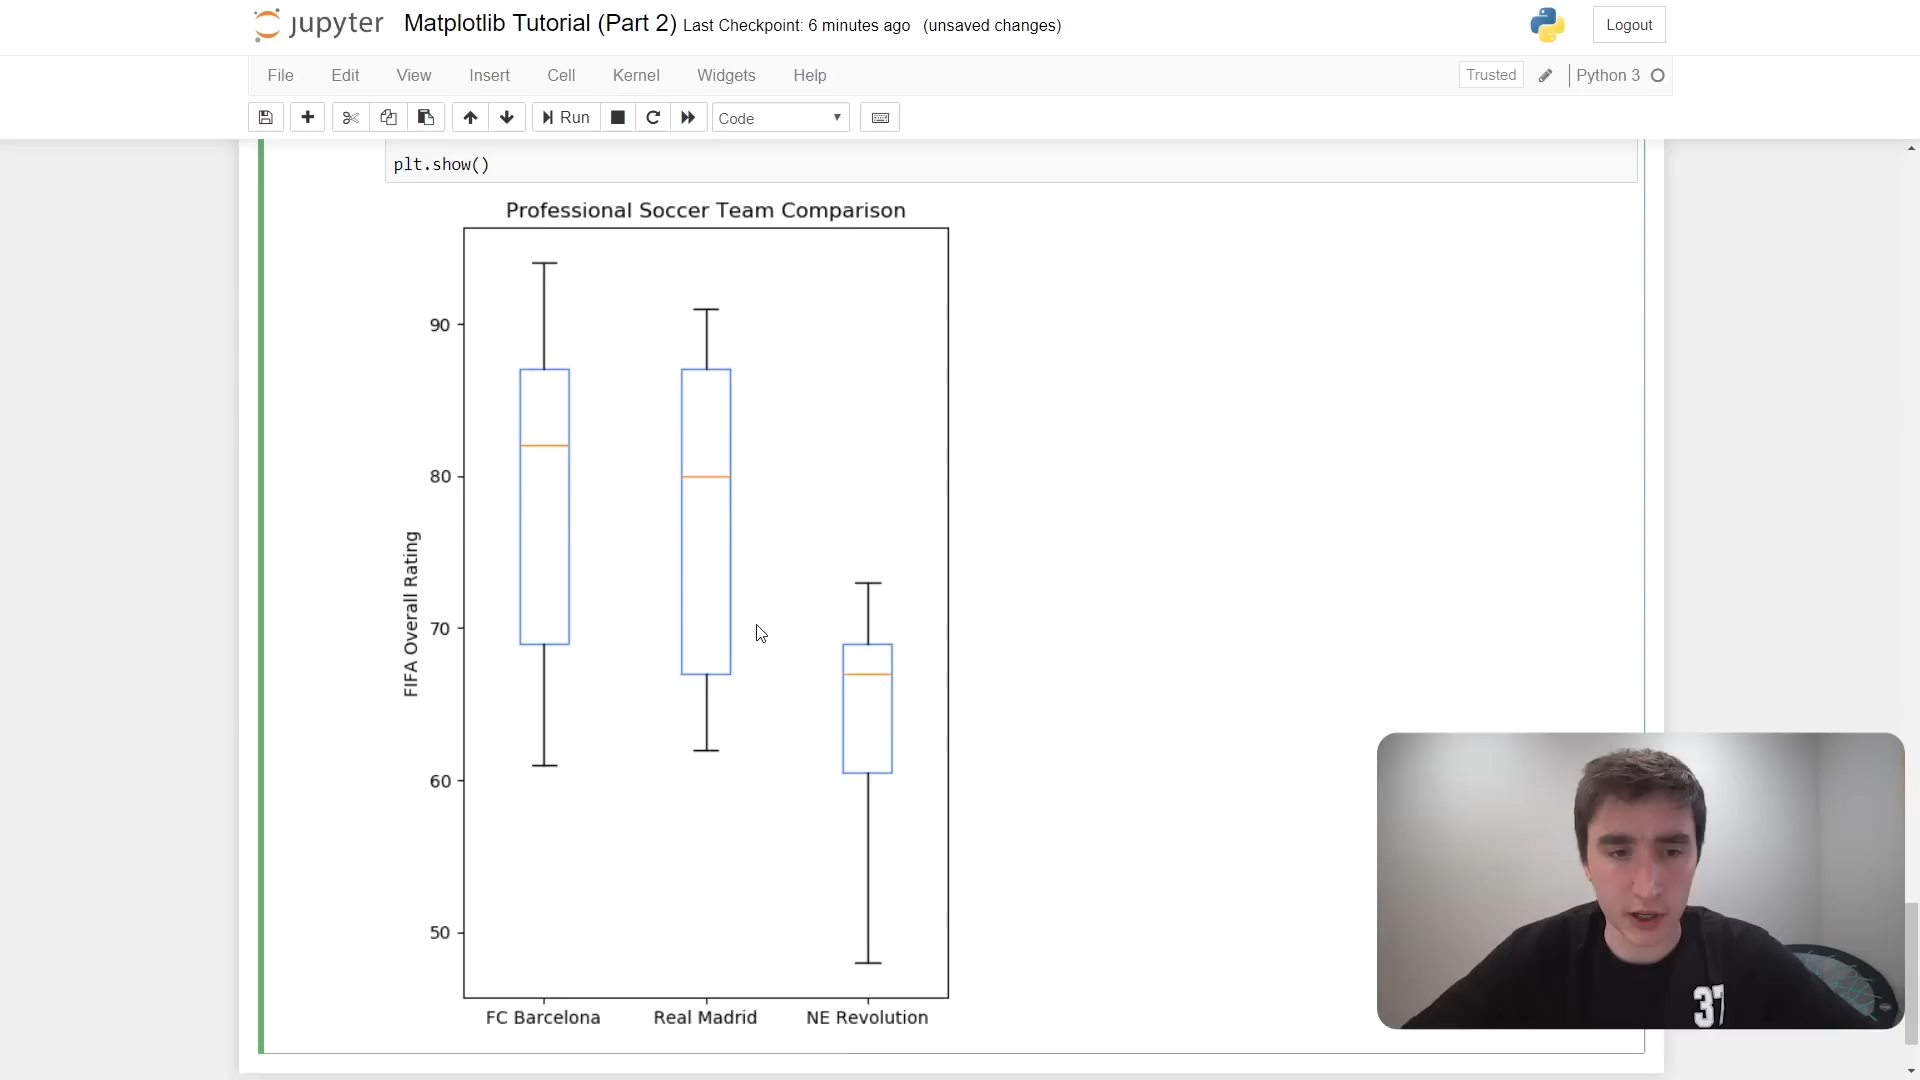 jupyter Matplotlib Tutorial (Part 2) Last Checkpoint: 6 minutes ago (unsaved changes) Logout
File Edit View Insert Cell Kernel Widgets Help Trusted Python 3
Run Code
plt.show()
Professional Soccer Team Comparison
FIFA Overall Rating
90
80
70
60
50
FC Barcelona Real Madrid NE Revolution
37